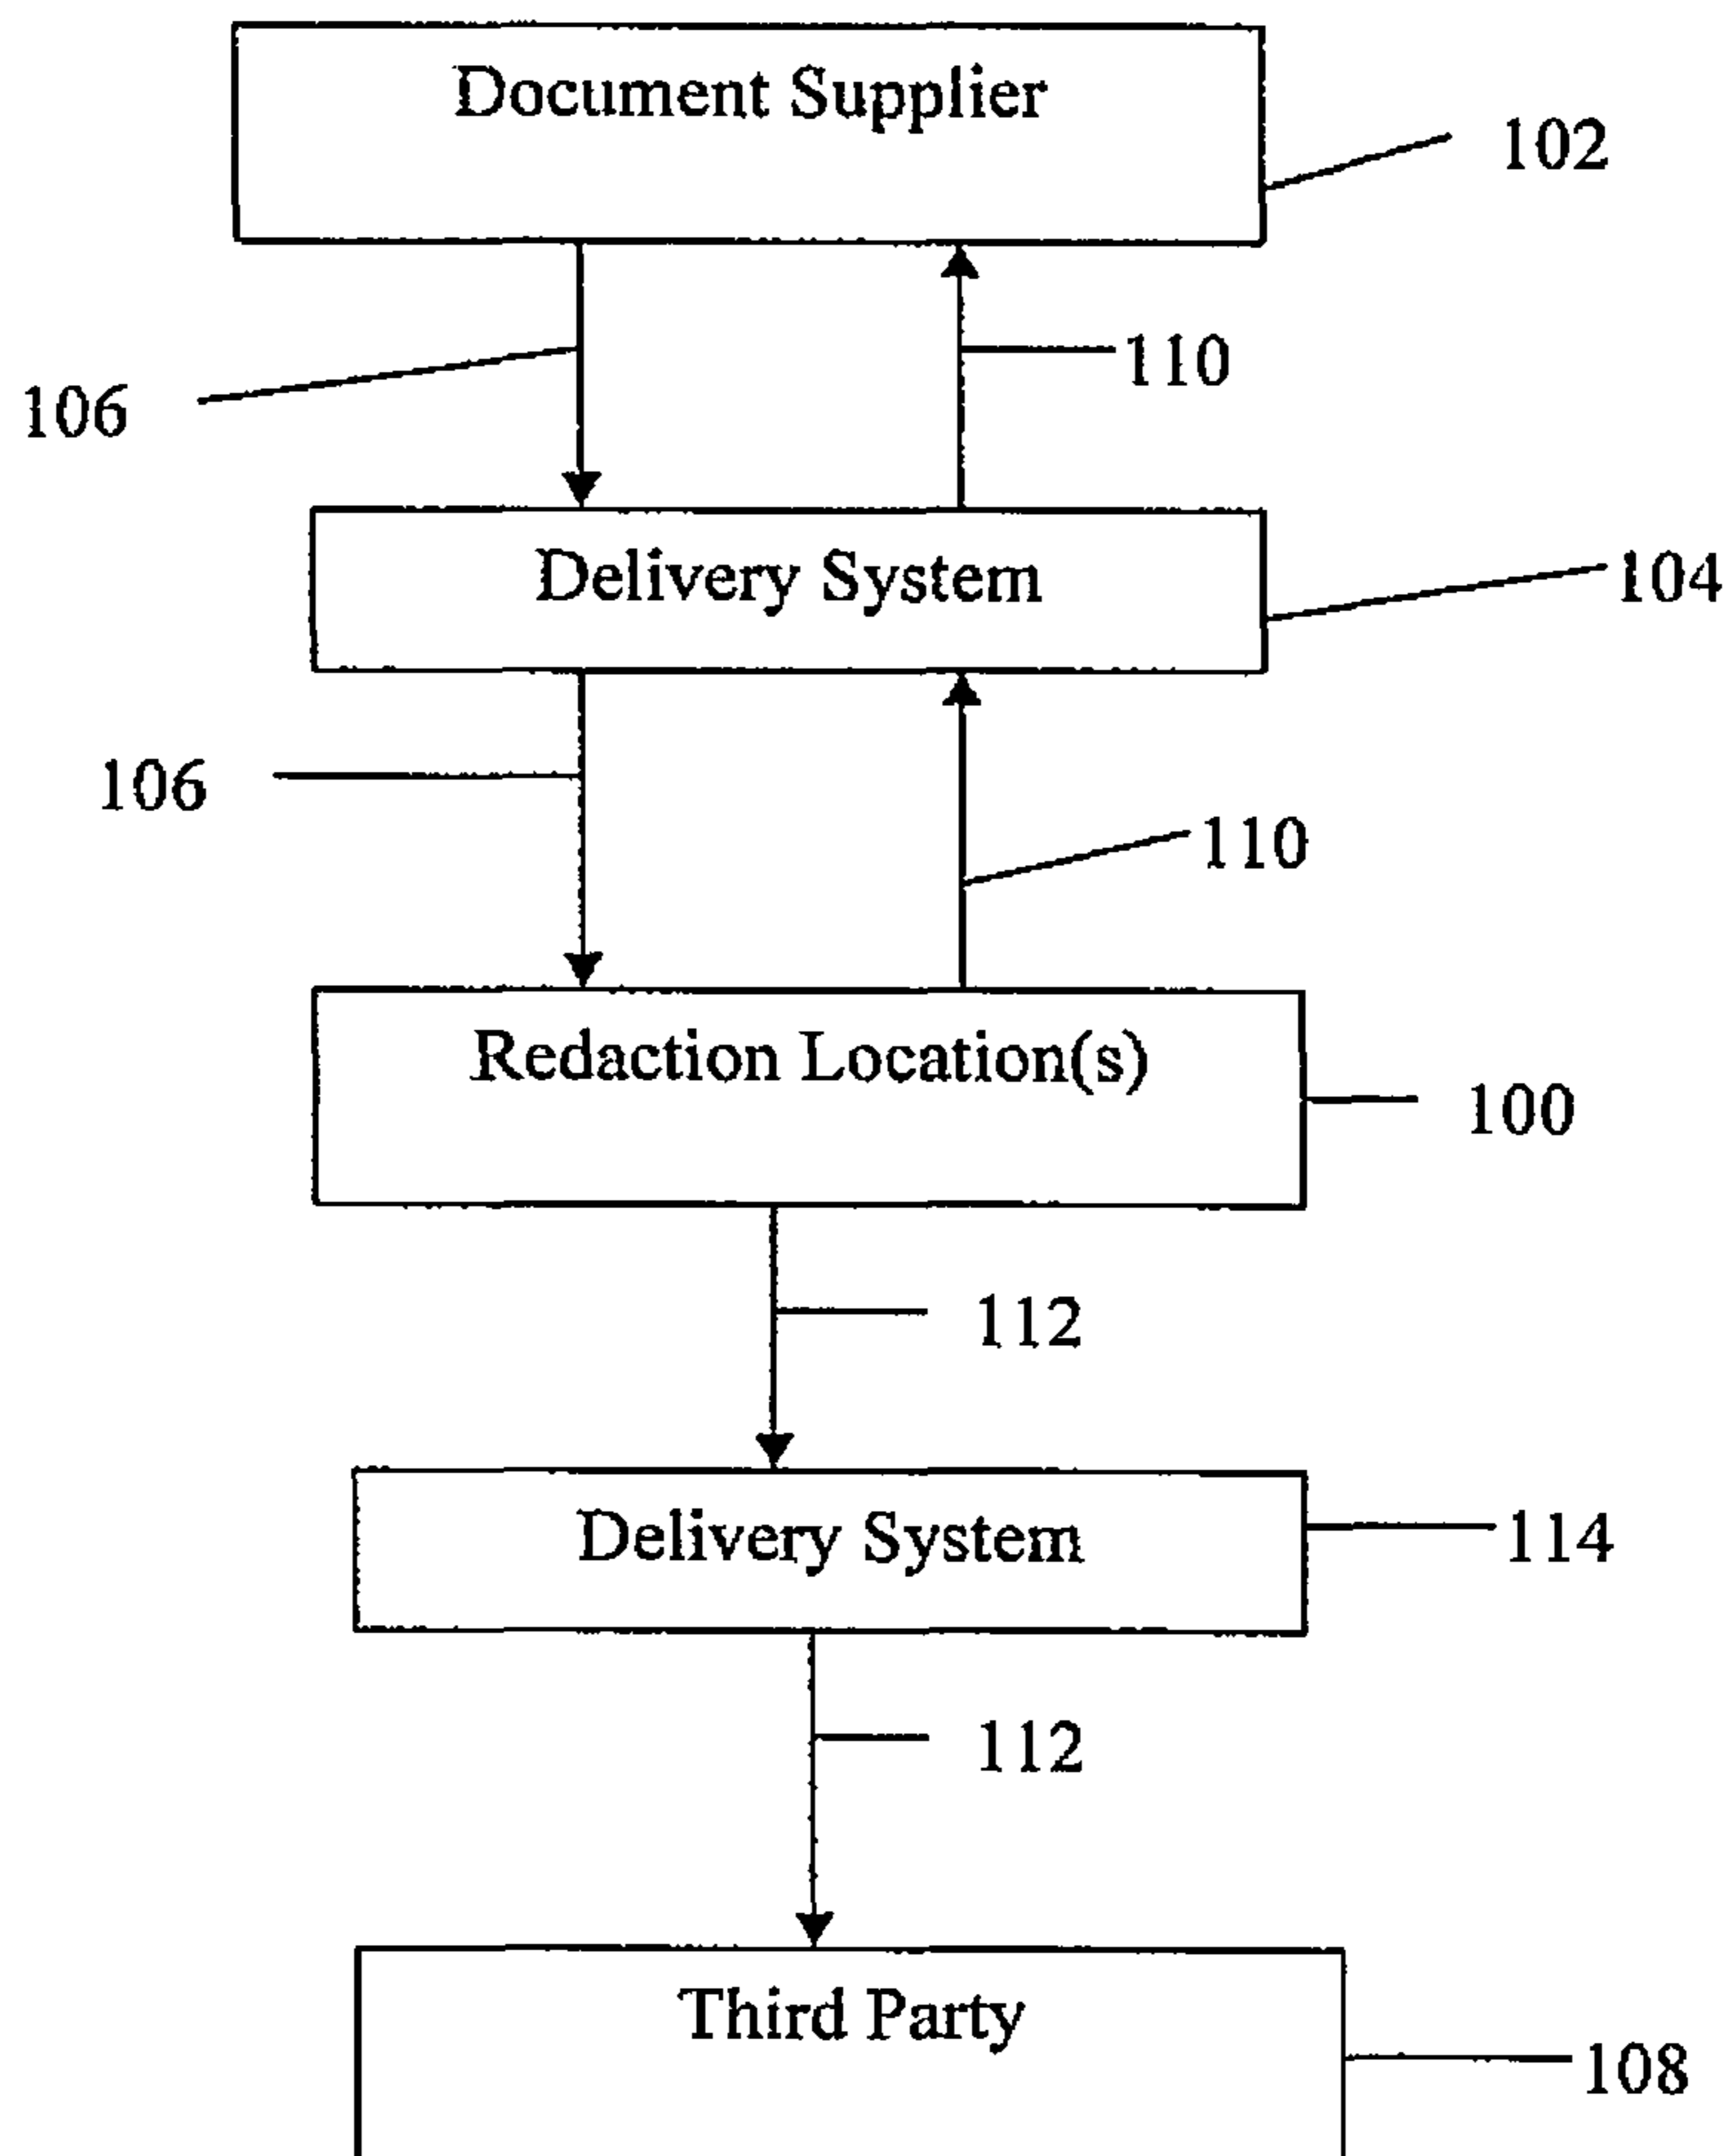 Document Supplier
102
110
106
Delivery System
104
106
110
Redaction Location(s)
100
112
Delivery System
114
112
Third Party
108